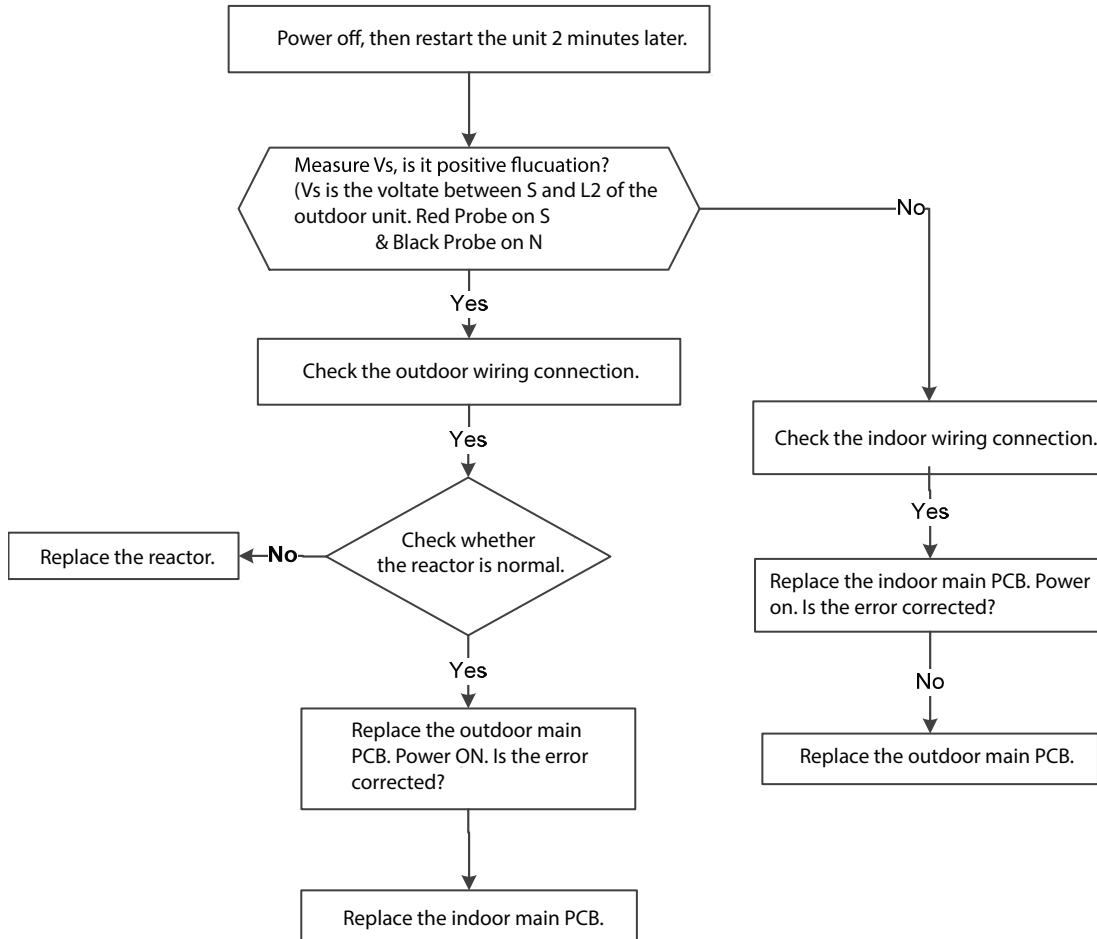 Power off, then restart the unit 2 minutes later.
Measure Vs, is it positive flucuation?
(Vs is the voltate between S and L2 of the
outdoor unit. Red Probe on S
& Black Probe on N
No
Yes
Check the outdoor wiring connection.
Yes
Check the indoor wiring connection.
Yes
Check whether
the reactor is normal.
No
Replace the reactor.
Replace the indoor main PCB. Power
on. Is the error corrected?
Yes
No
Replace the outdoor main
PCB. Power ON. Is the error
corrected?
Replace the outdoor main PCB.
Replace the indoor main PCB.